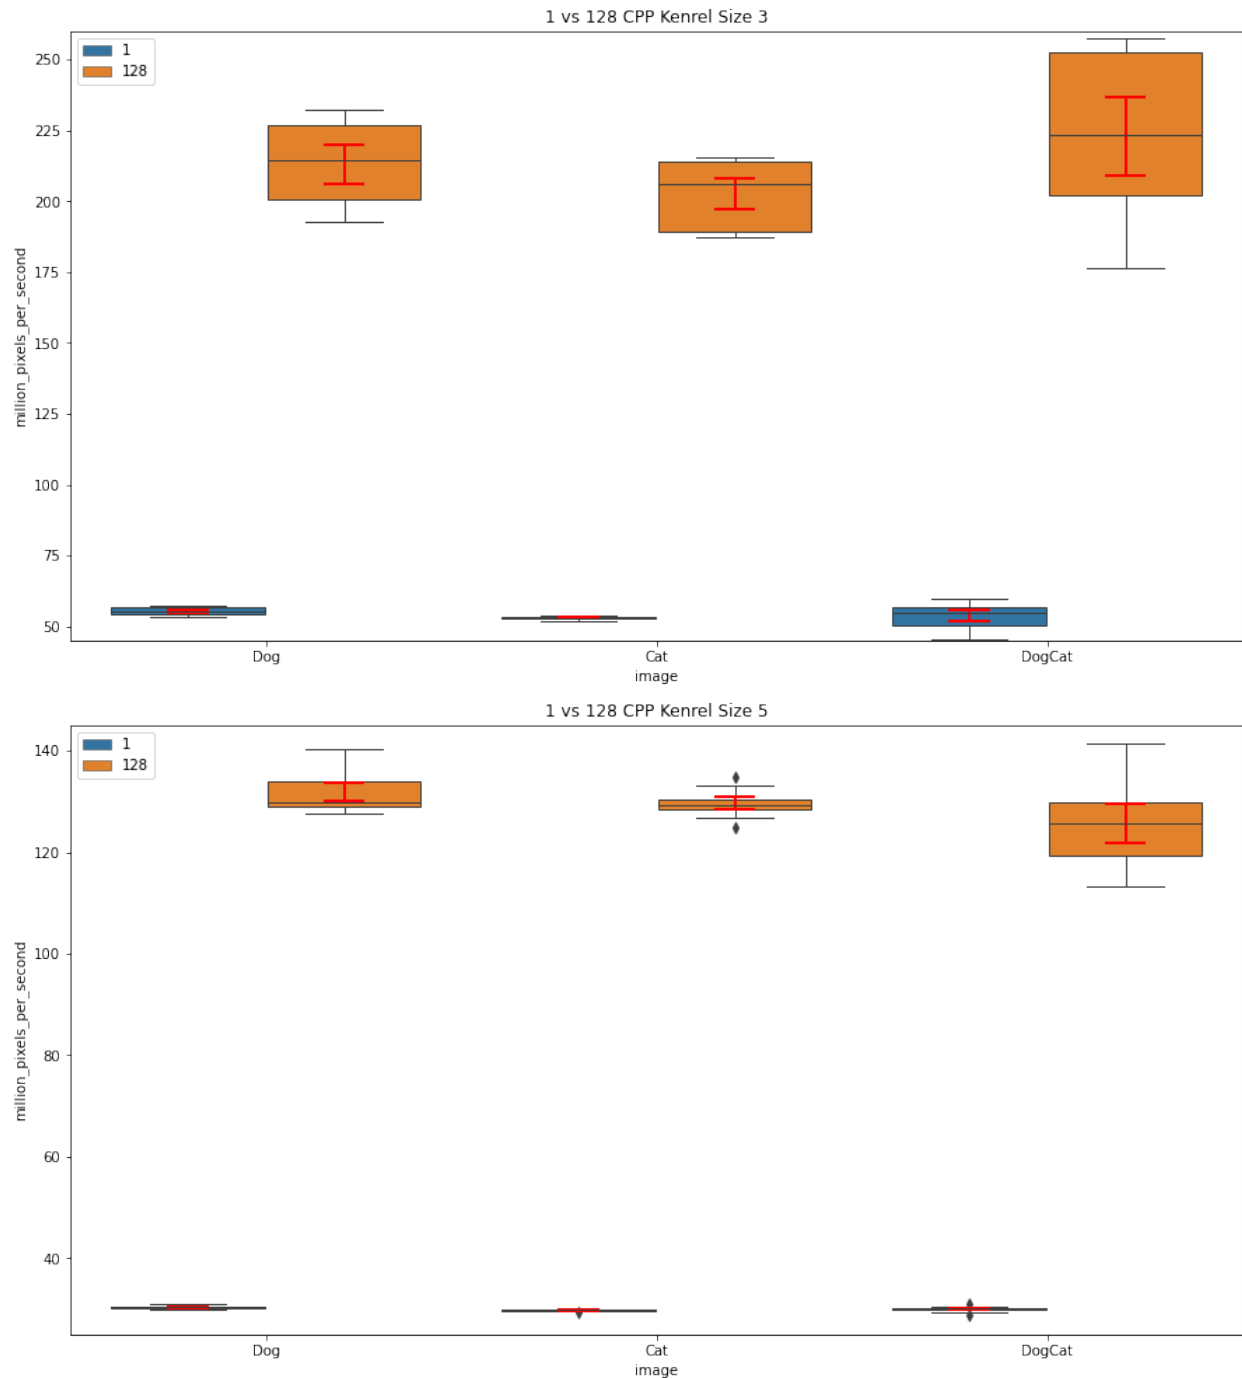 1 vs 128 CPP Kenrel Size 3
1
128
250
225
200
175
150
125
100
75
50
million_pixels_per_second
Dog
Cat
DogCat
image
1 vs 128 CPP Kenrel Size 5
1
128
140
120
100
80
60
40
million_pixels_per_second
Dog
Cat
DogCat
image